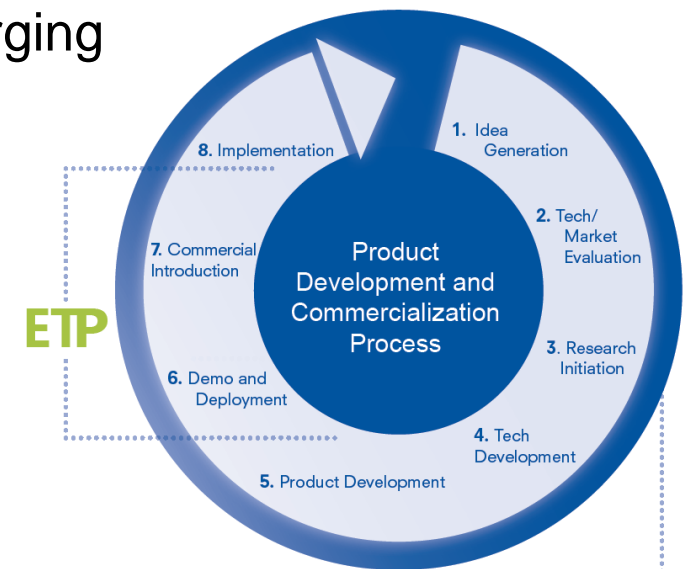 rging
1. Idea
Generation
2. Tech/
Market
Evaluation
3. Research
Initiation
4. Tech
Development
5. Product Development
6. Demo and
Deployment
7. Commercial
Introduction
8. Implementation
Product
Development and
Commercialization
Process
ETP